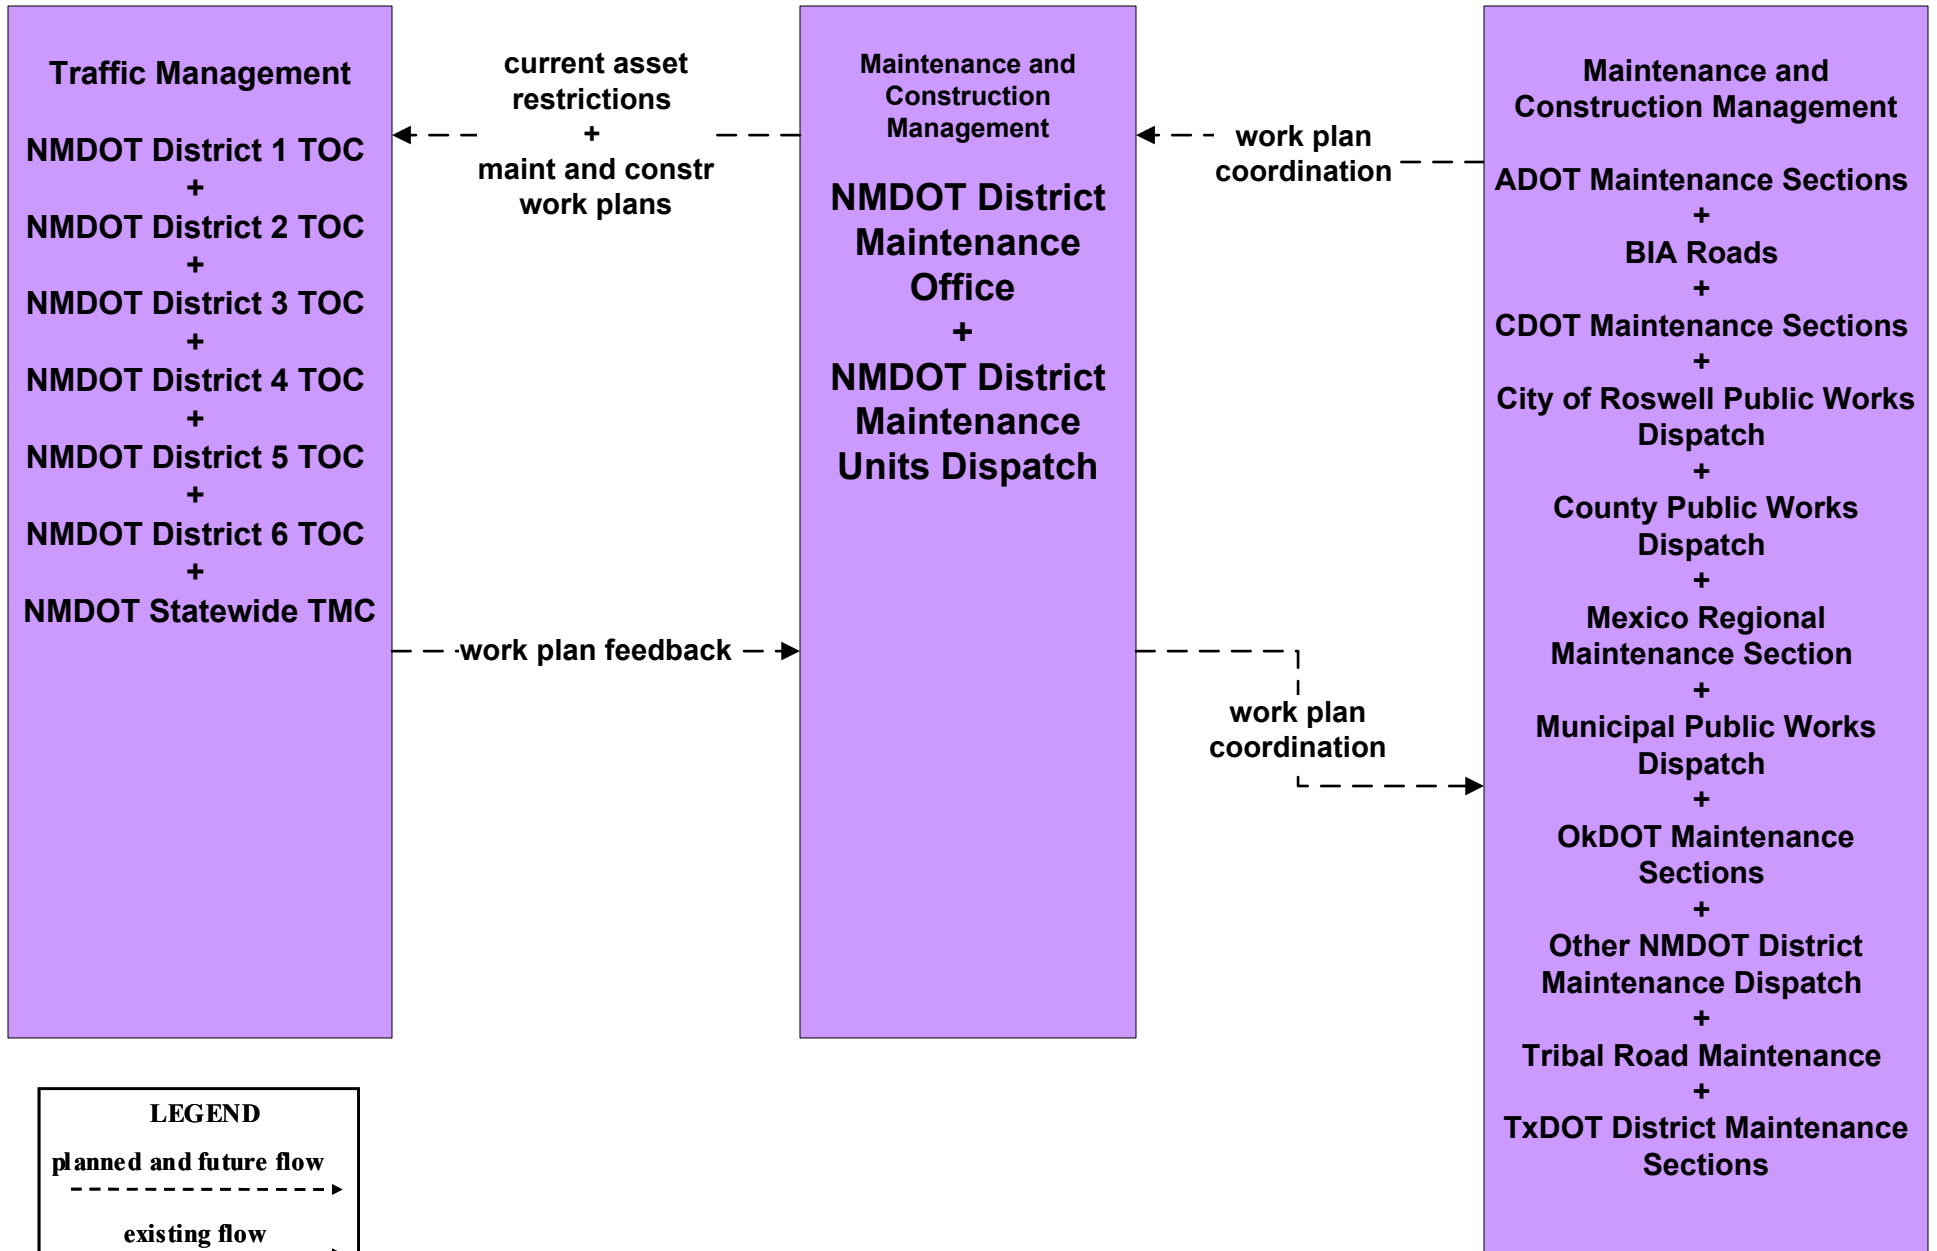 Traffic Management
NMDOT District 1 TOC
+
NMDOT District 2 TOC
+
NMDOT District 3 TOC
+
NMDOT District 4 TOC
+
NMDOT District 5 TOC
+
NMDOT District 6 TOC
+
NMDOT Statewide TMC
current asset
restrictions
+
maint and constr
work plans
work plan feedback
Maintenance and
Construction
Management
NMDOT District
Maintenance
Office
+
NMDOT District
Maintenance
Units Dispatch
work plan
coordination
work plan
coordination
Maintenance and
Construction Management
ADOT Maintenance Sections
+
BIA Roads
+
CDOT Maintenance Sections
+
City of Roswell Public Works
Dispatch
+
County Public Works
Dispatch
+
Mexico Regional
Maintenance Section
+
Municipal Public Works
Dispatch
+
OkDOT Maintenance
Sections
+
Other NMDOT District
Maintenance Dispatch
+
Tribal Road Maintenance
+
TxDOT District Maintenance
Sections
LEGEND
planned and future flow
existing flow